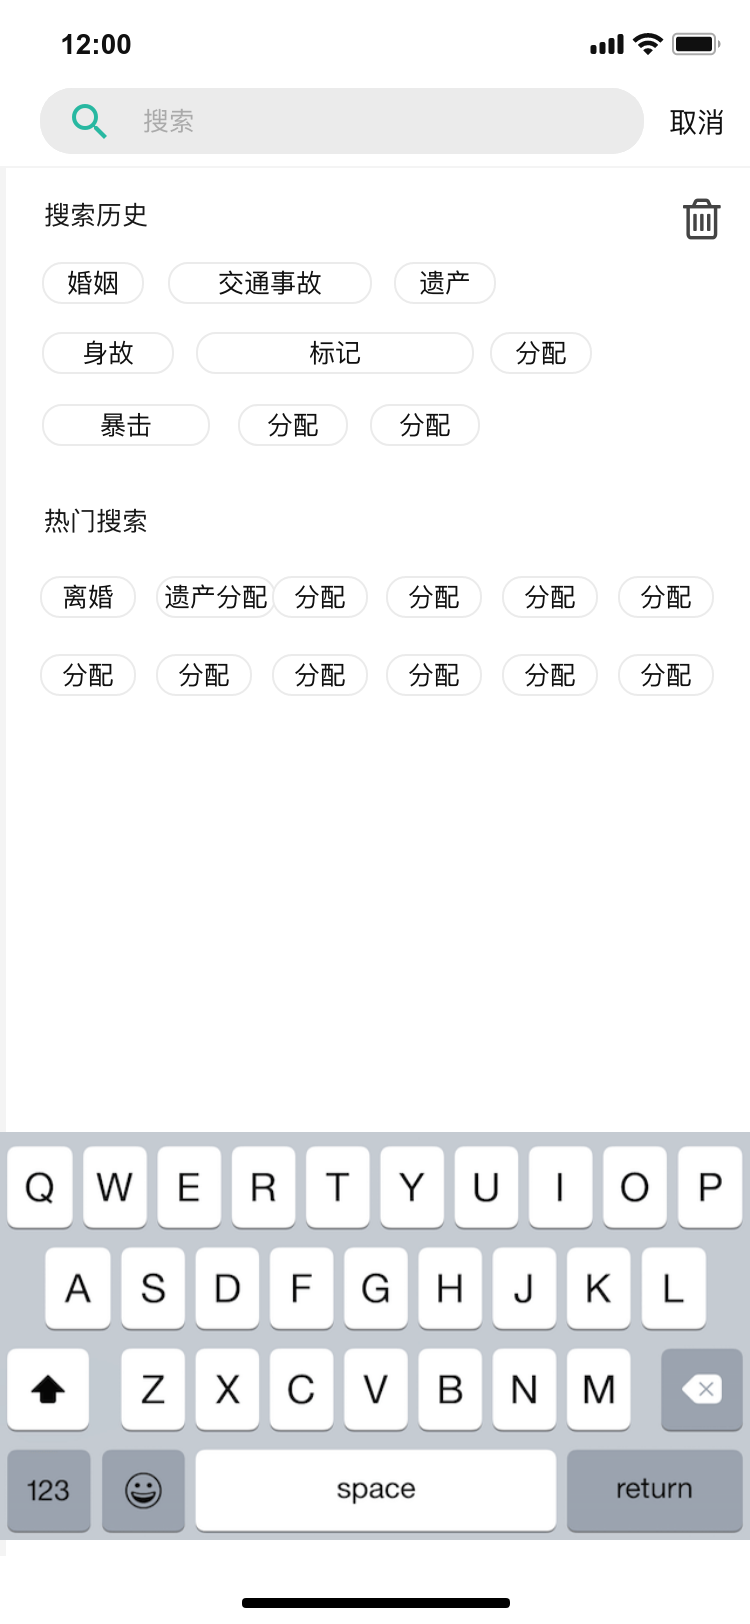 12:00
搜索 取消
搜索历史
婚姻 交通事故 遗产
身故 标记 分配
暴击 分配 分配
热门搜索
离婚 遗产分配 分配 分配 分配 分配
分配 分配 分配 分配 分配 分配
Q W E R T Y U I O P
A S D F G H J K L
Z X C V B N M
123 space return